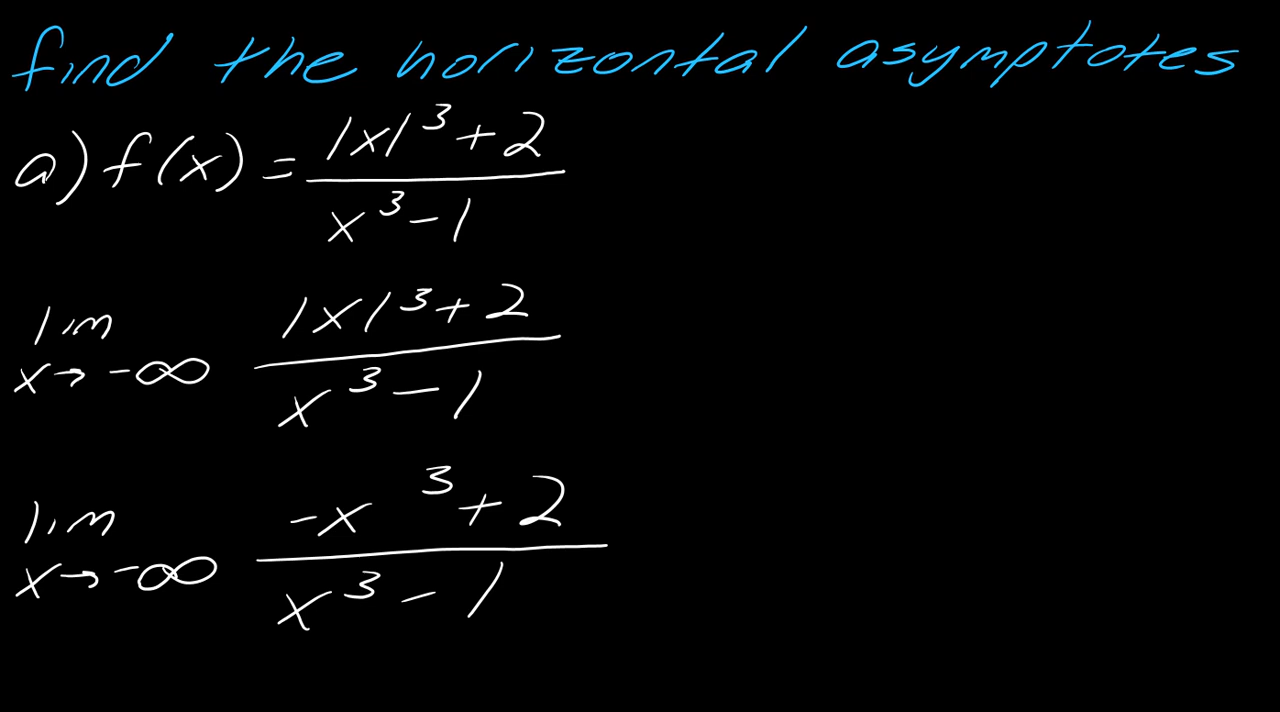 find the horizontal asymptotes
a) f(x) = |x|³+2
x³-1
lim |x|³+2
x→-∞ x³-1
lim -x³+2
x→-∞ x³-1